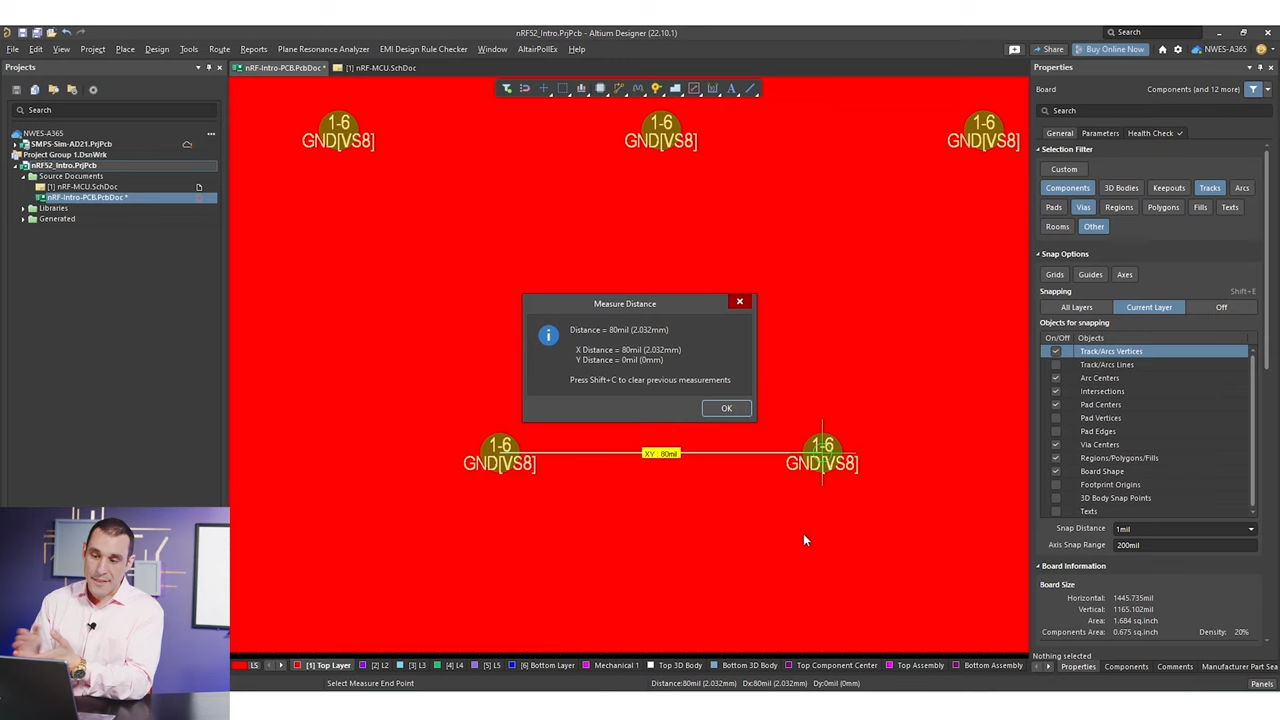 nRF52_Intro.PrjPcb - Altium Designer (22.10.1)
Search
File Edit View Project Place Design Tools Route Reports Plane Resonance Analyzer EMI Design Rule Checker Window AltairPollEx Help
Share
Buy Online Now
NWES-A365
Projects
nRF-Intro-PCB.PcbDoc *
[1] nRF-MCU.SchDoc
Search
NWES-A365
SMPS-Sim-AD21.PrjPcb
Project Group 1.DsnWrk
nRF52_Intro.PrjPcb
Source Documents
[1] nRF-MCU.SchDoc
nRF-Intro-PCB.PcbDoc *
Libraries
Generated
1-6
GND[VS8]
1-6
GND[VS8]
1-6
GND[VS8]
Measure Distance
Distance = 80mil (2.032mm)
X Distance = 80mil (2.032mm)
Y Distance = 0mil (0mm)
Press Shift+C to clear previous measurements
OK
1-6
GND[VS8]
XY : 80mil
1-6
GND[VS8]
Properties
Board Components (and 12 more)
Search
General Parameters Health Check
Selection Filter
Custom
Components 3D Bodies Keepouts Tracks Arcs
Pads Vias Regions Polygons Fills Texts
Rooms Other
Snap Options
Grids Guides Axes
Snapping Shift+E
All Layers Current Layer Off
Objects for snapping
On/Off Objects
Track/Arcs Vertices
Track/Arcs Lines
Arc Centers
Intersections
Pad Centers
Pad Vertices
Pad Edges
Via Centers
Regions/Polygons/Fills
Board Shape
Footprint Origins
3D Body Snap Points
Texts
Snap Distance 1mil
Axis Snap Range 200mil
Board Information
Board Size
Horizontal: 1445.735mil
Vertical: 1165.102mil
Area: 1.684 sq.inch
Components Area: 0.675 sq.inch Density: 20%
Nothing selected
LS [1] Top Layer [2] L2 [3] L3 [4] L4 [5] L5 [6] Bottom Layer Mechanical 1 Top 3D Body Bottom 3D Body Top Component Center Top Assembly Bottom Assembly
Properties Components Comments Manufacturer Part Sea
Select Measure End Point
Distance:80mil (2.032mm) Dx:80mil (2.032mm) Dy:0mil (0mm)
Panels